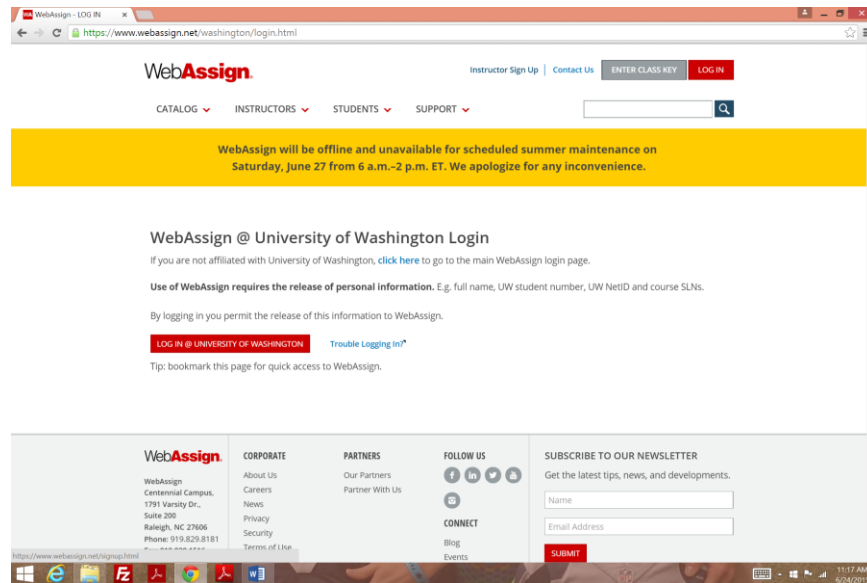 WebAssign - LOG IN
https://www.webassign.net/washington/login.html
WebAssign.
Instructor Sign Up | Contact Us
ENTER CLASS KEY
LOG IN
CATALOG
INSTRUCTORS
STUDENTS
SUPPORT
WebAssign will be offline and unavailable for scheduled summer maintenance on
Saturday, June 27 from 6 a.m.–2 p.m. ET. We apologize for any inconvenience.
WebAssign @ University of Washington Login
If you are not affiliated with University of Washington, click here to go to the main WebAssign login page.
Use of WebAssign requires the release of personal information. E.g. full name, UW student number, UW NetID and course SLNs.
By logging in you permit the release of this information to WebAssign.
LOG IN @ UNIVERSITY OF WASHINGTON
Trouble Logging In?
Tip: bookmark this page for quick access to WebAssign.
WebAssign.
WebAssign
Centennial Campus,
1791 Varsity Dr.,
Suite 200
Raleigh, NC 27606
Phone: 919.829.8181
CORPORATE
About Us
Careers
News
Privacy
Security
Terms of Use
PARTNERS
Our Partners
Partner With Us
FOLLOW US
CONNECT
Blog
Events
SUBSCRIBE TO OUR NEWSLETTER
Get the latest tips, news, and developments.
Name
Email Address
SUBMIT
https://www.webassign.net/signup.html
11:17 AM